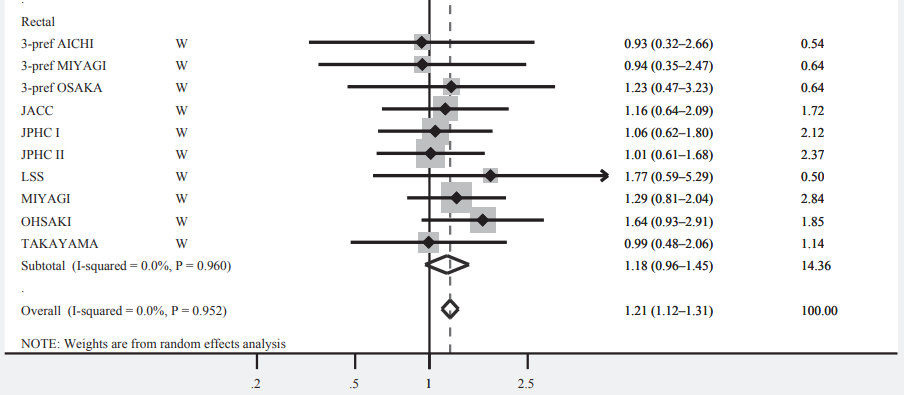 .
Rectal
3-pref AICHI W 0.93 (0.32–2.66) 0.54
3-pref MIYAGI W 0.94 (0.35–2.47) 0.64
3-pref OSAKA W 1.23 (0.47–3.23) 0.64
JACC W 1.16 (0.64–2.09) 1.72
JPHC I W 1.06 (0.62–1.80) 2.12
JPHC II W 1.01 (0.61–1.68) 2.37
LSS W 1.77 (0.59–5.29) 0.50
MIYAGI W 1.29 (0.81–2.04) 2.84
OHSAKI W 1.64 (0.93–2.91) 1.85
TAKAYAMA W 0.99 (0.48–2.06) 1.14
Subtotal (I-squared = 0.0%, P = 0.960) 1.18 (0.96–1.45) 14.36
.
Overall (I-squared = 0.0%, P = 0.952) 1.21 (1.12–1.31) 100.00
NOTE: Weights are from random effects analysis
.2 .5 1 2.5